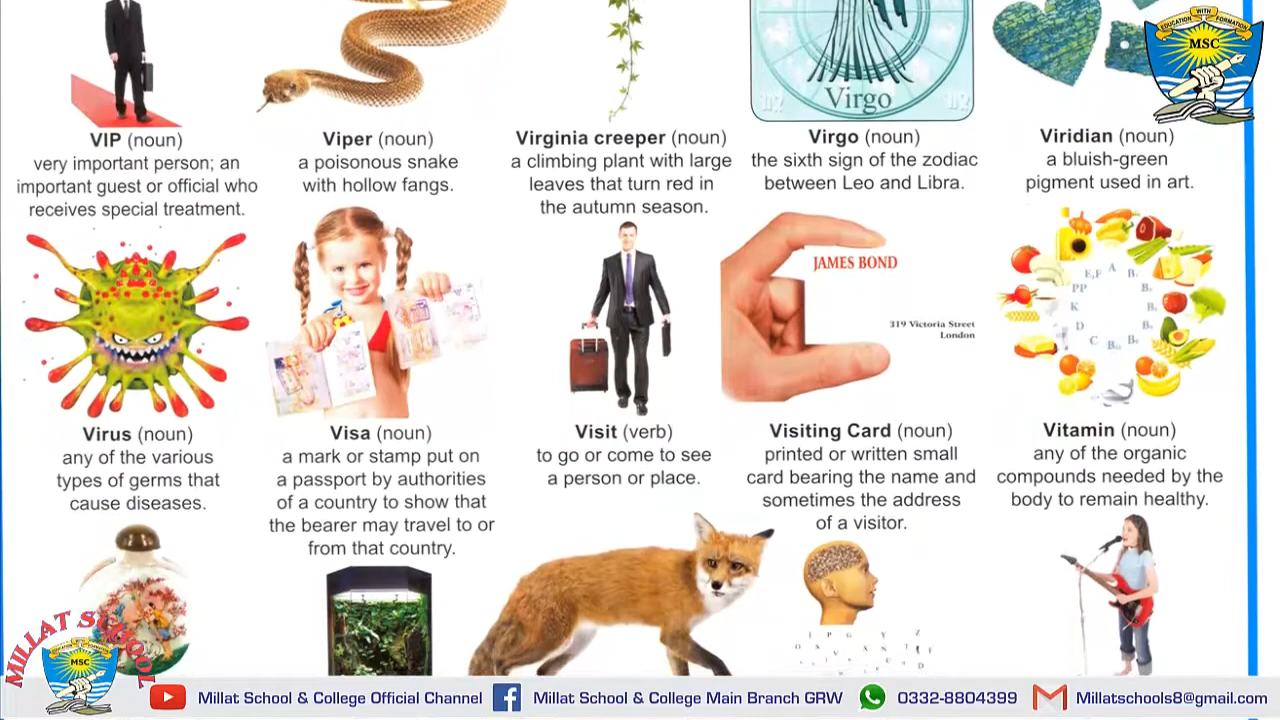 EDUCATION WITH FORMATION
MSC
Virgo
VIP (noun)
very important person; an
important guest or official who
receives special treatment.
Viper (noun)
a poisonous snake
with hollow fangs.
Virginia creeper (noun)
a climbing plant with large
leaves that turn red in
the autumn season.
Virgo (noun)
the sixth sign of the zodiac
between Leo and Libra.
Viridian (noun)
a bluish-green
pigment used in art.
JAMES BOND
319 Victoria Street
London
A
E,F
PP
K
D
C
Virus (noun)
any of the various
types of germs that
cause diseases.
Visa (noun)
a mark or stamp put on
a passport by authorities
of a country to show that
the bearer may travel to or
from that country.
Visit (verb)
to go or come to see
a person or place.
Visiting Card (noun)
printed or written small
card bearing the name and
sometimes the address
of a visitor.
Vitamin (noun)
any of the organic
compounds needed by the
body to remain healthy.
MILLAT SCHOOL
MSC
Millat School & College Official Channel
Millat School & College Main Branch GRW
0332-8804399
Millatschools8@gmail.com